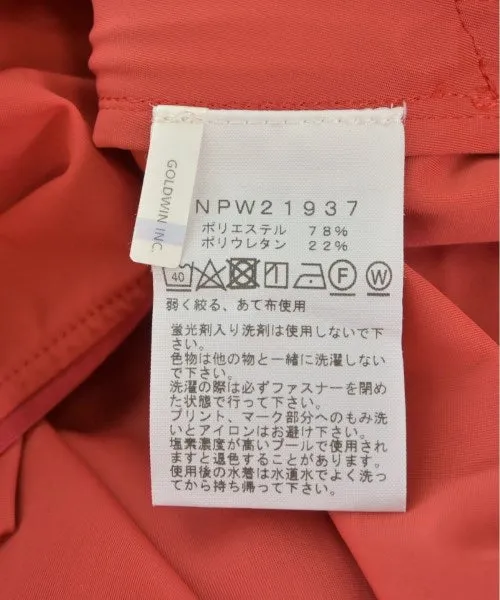 GOLDWIN INC
NPW21937
ポリエステル 78%
ポリウレタン 22%
40 F W
弱く絞る、あて布使用
蛍光剤入り洗剤は使用しないで下
さい。
色物は他の物と一緒に洗濯しない
で下さい。
洗濯の際は必ずファスナーを閉め
た状態で行って下さい。
プリント、マーク部分へのもみ洗
いとアイロンはお避け下さい。
塩素濃度が高いプールで使用され
ますと退色することがあります。
使用後の水着は水道水でよく洗っ
てから持ち帰って下さい。